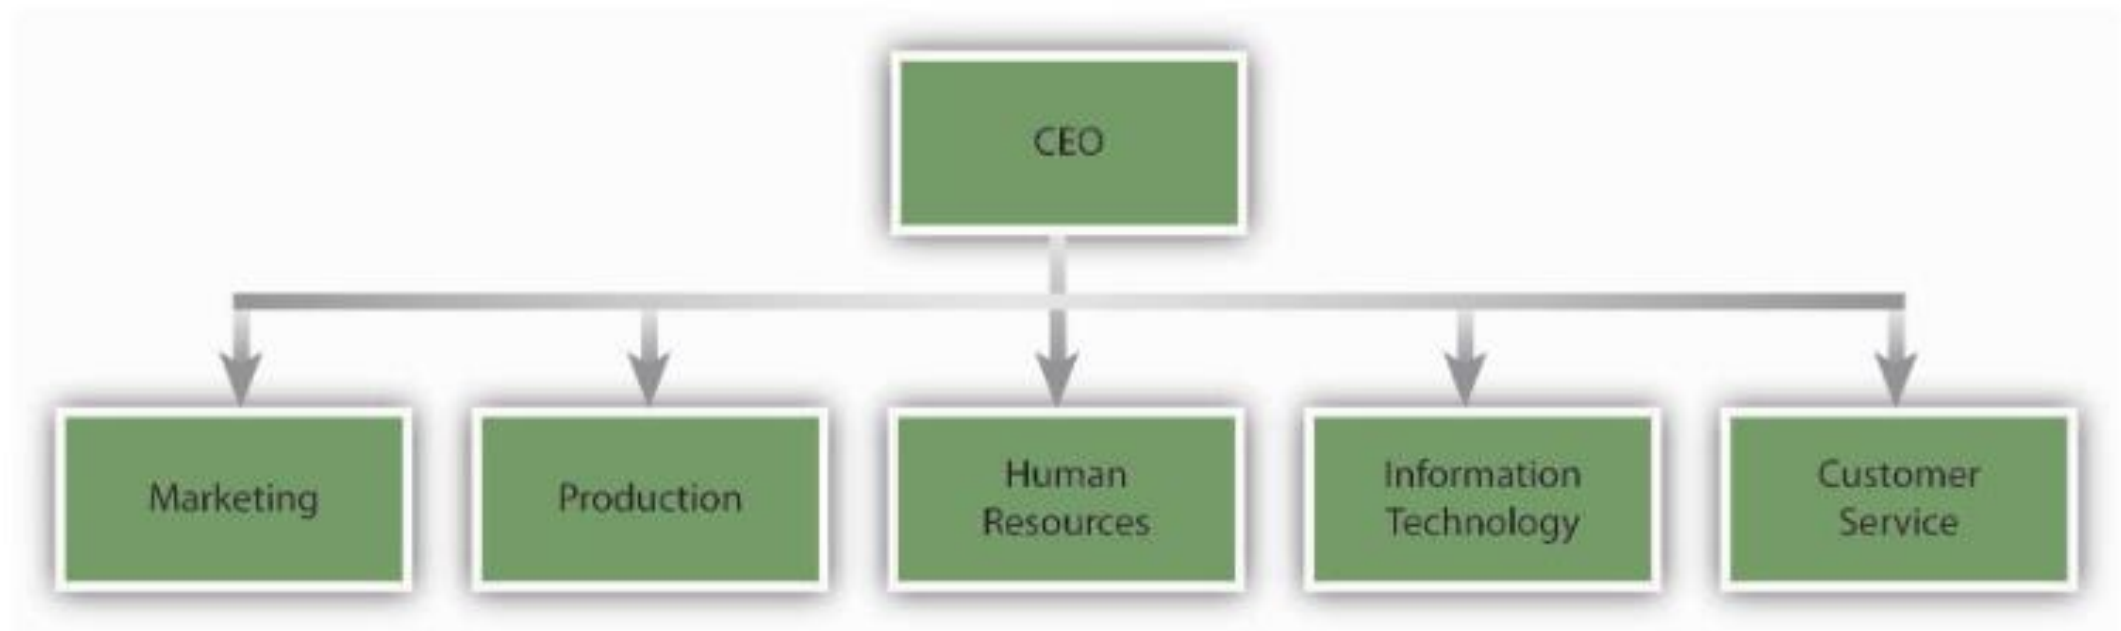 CEO
Marketing
Production
Human
Resources
Information
Technology
Customer
Service